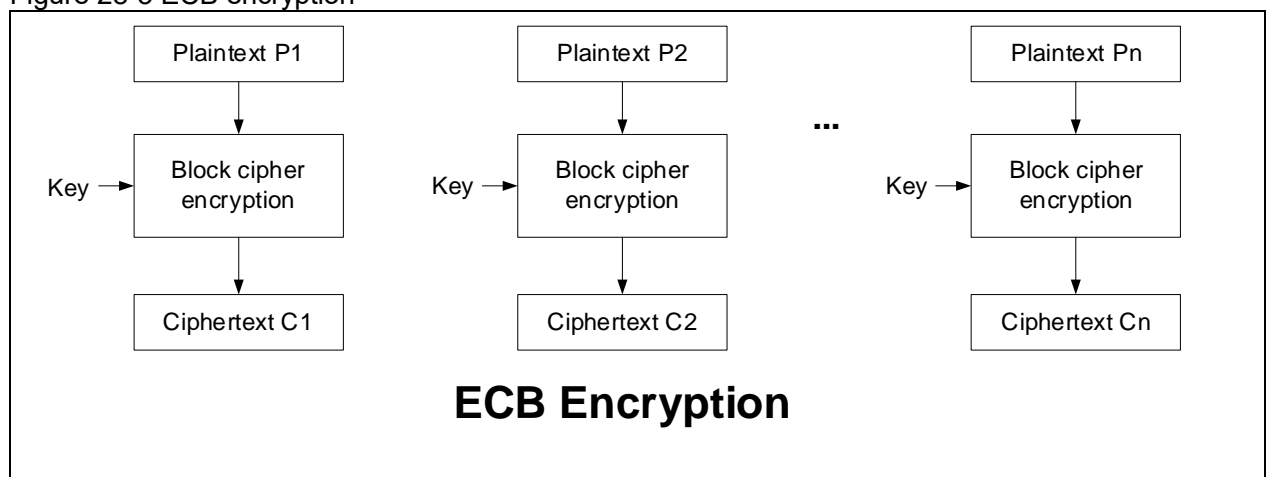 Plaintext P1
Plaintext P2
Plaintext Pn
...
Key
Block cipher
encryption
Key
Block cipher
encryption
Key
Block cipher
encryption
Ciphertext C1
Ciphertext C2
Ciphertext Cn
ECB Encryption